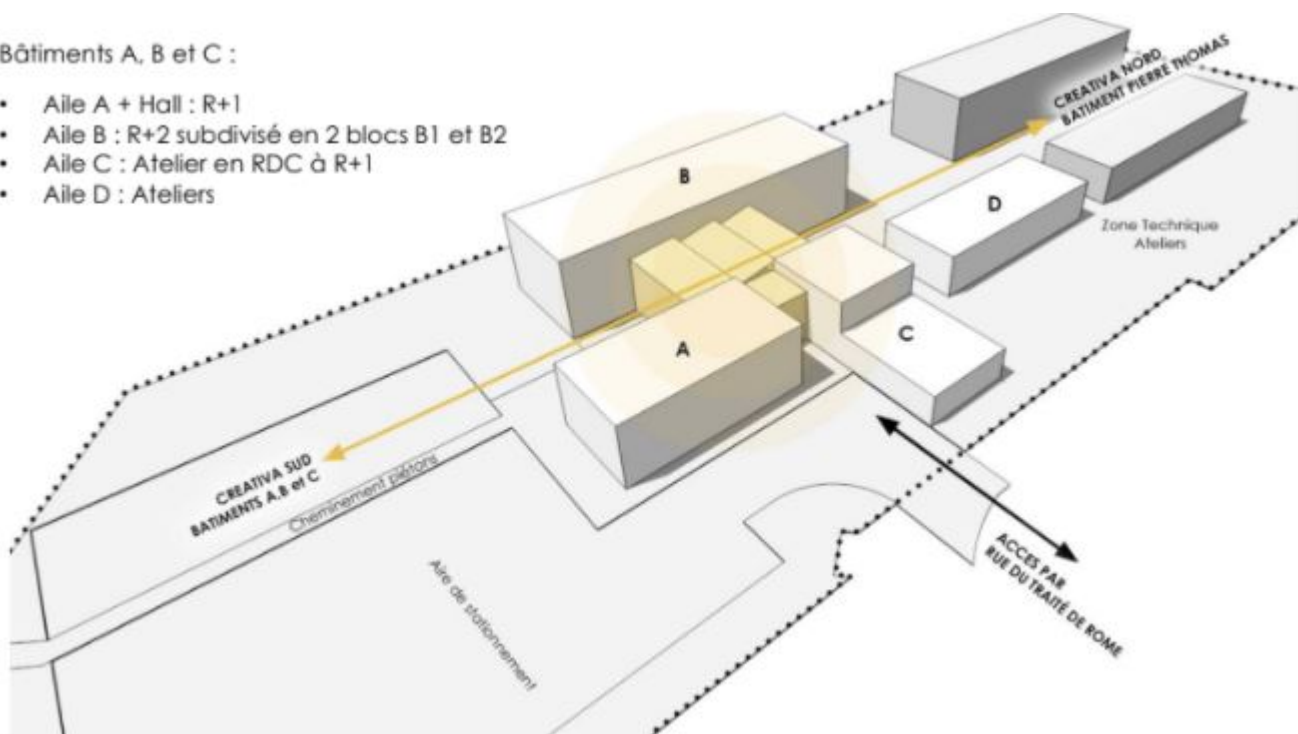 Bâtiments A, B et C :
• Aile A + Hall : R+1
• Aile B : R+2 subdivisé en 2 blocs B1 et B2
• Aile C : Atelier en RDC à R+1
• Aile D : Ateliers
CREATIVA NORD
BATIMENT PIERRE THOMAS
B
D
Zone Technique
Ateliers
A
C
CREATIVA SUD
BATIMENTS A,B et C
Cheminement piétons
Aire de stationnement
ACCES PAR
RUE DU TRAITÉ DE ROME